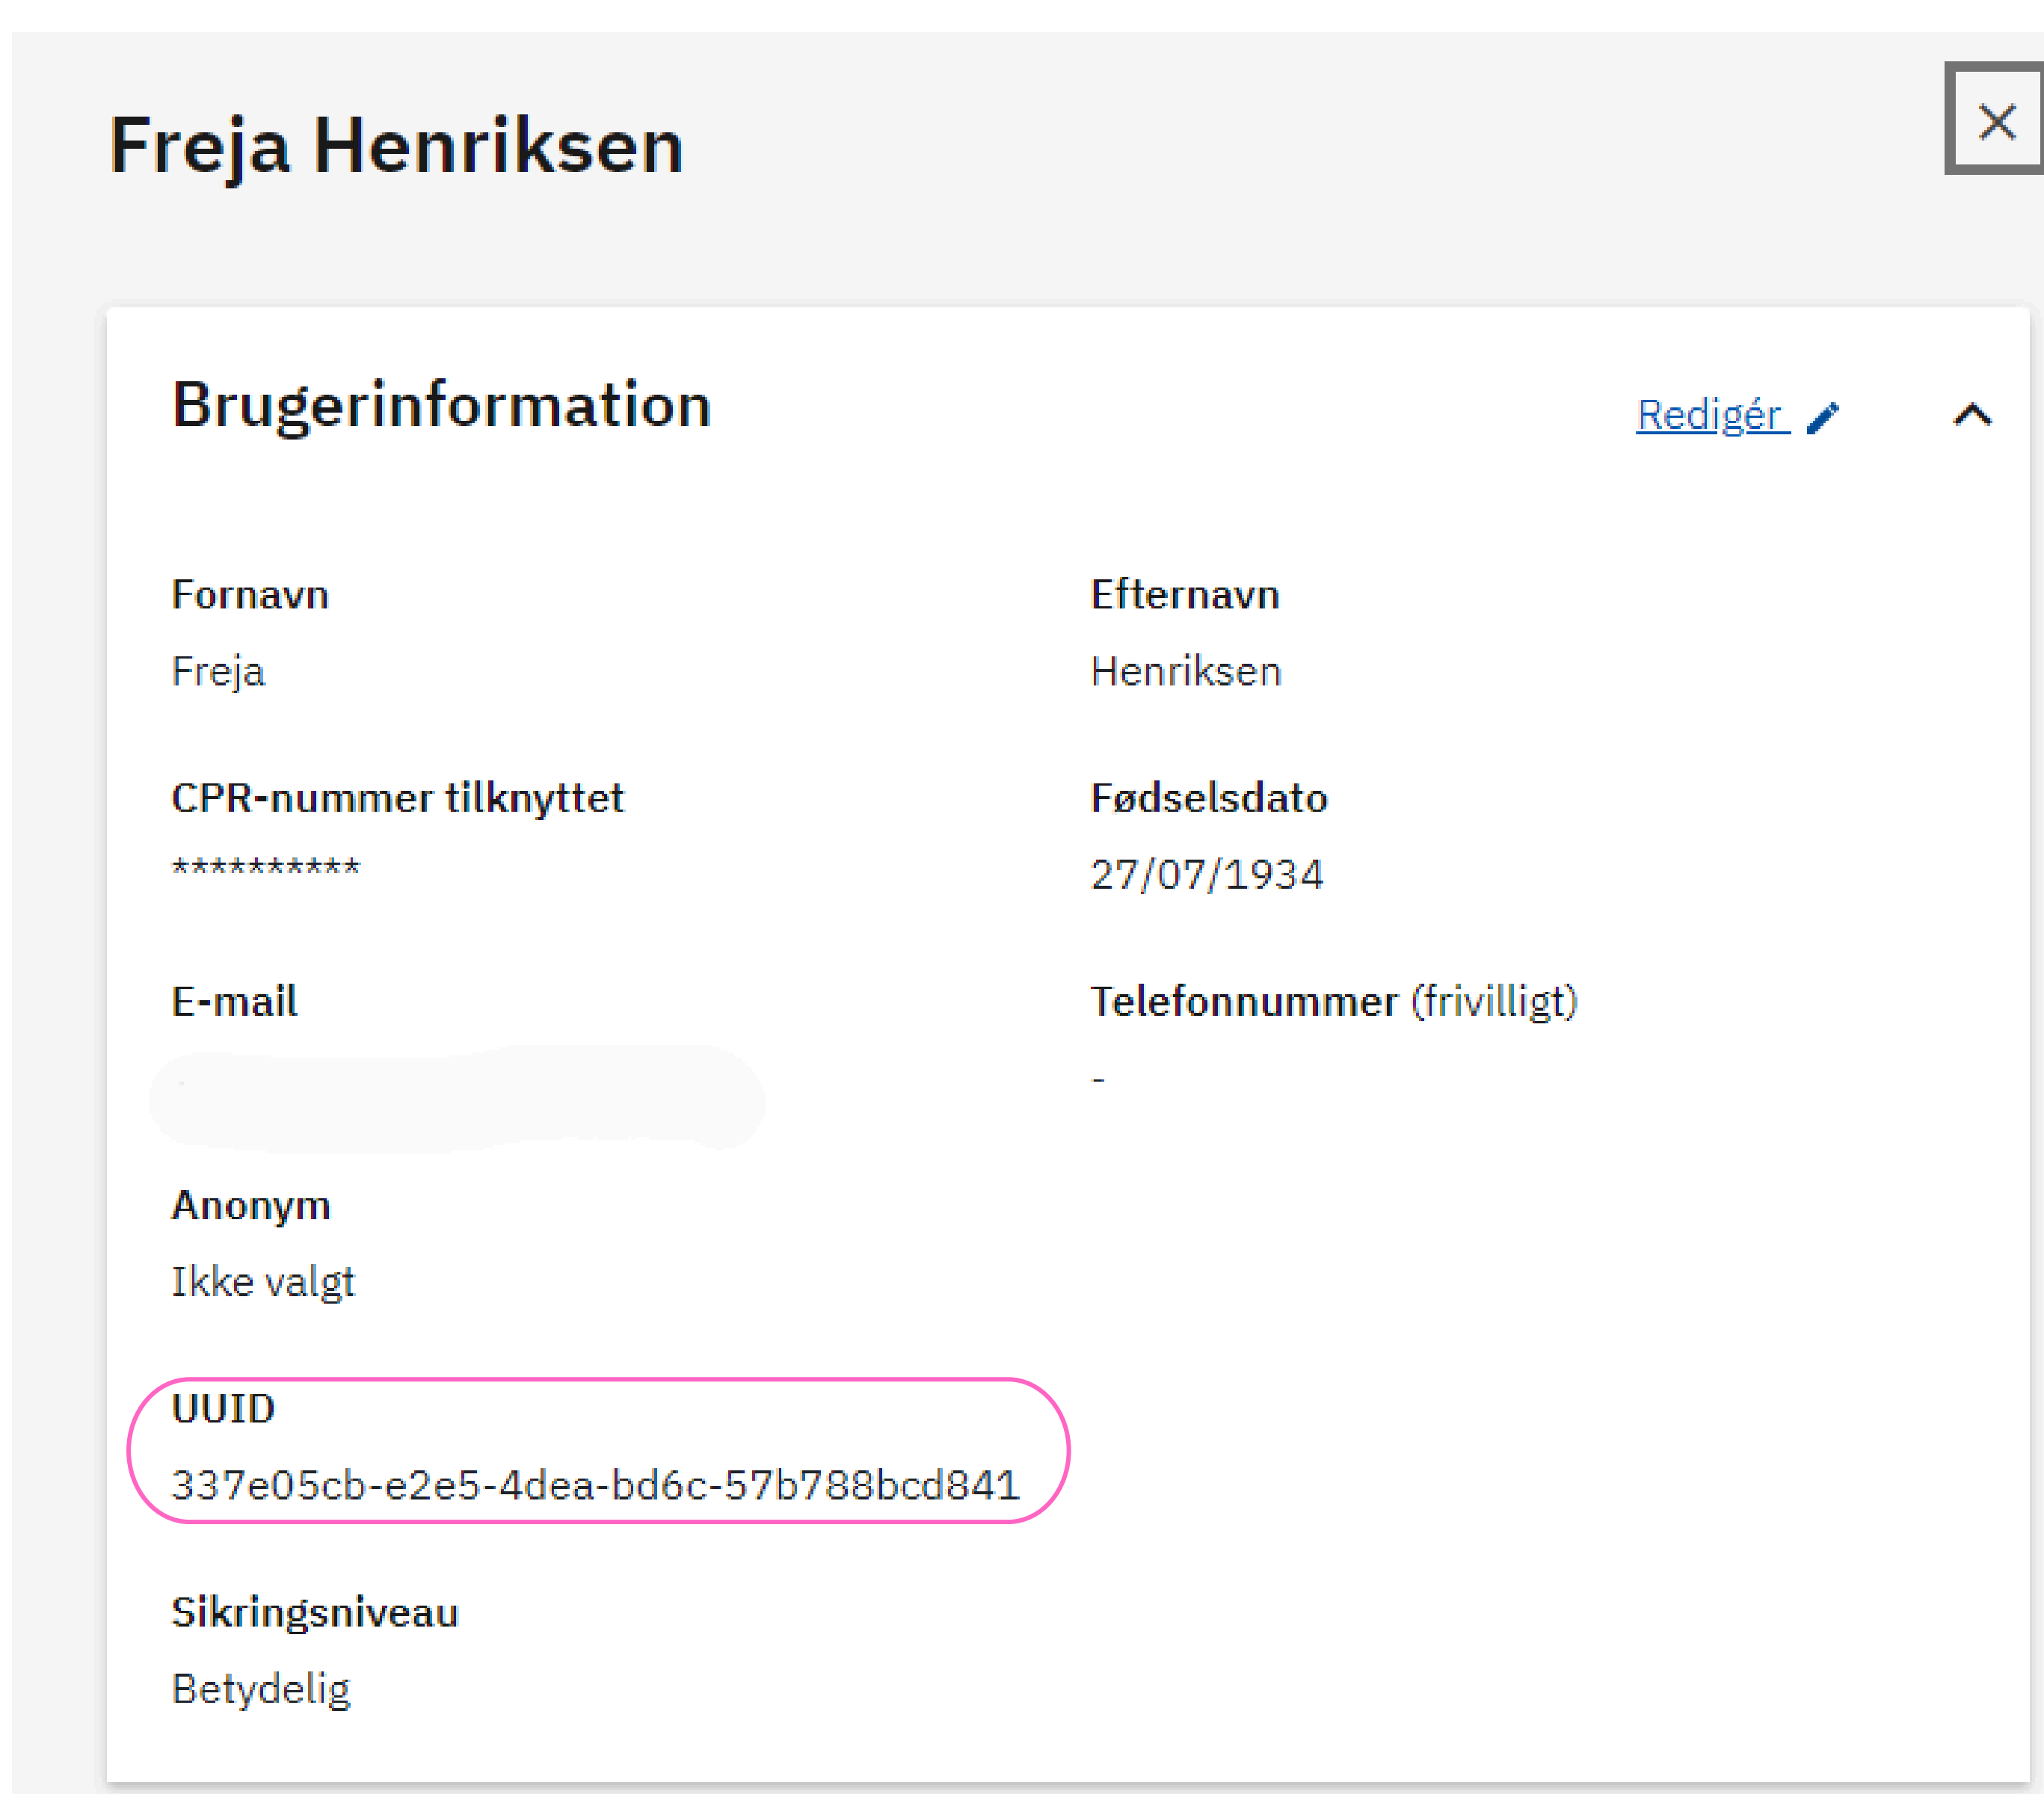 Freja Henriksen
Brugerinformation
Redigér
Fornavn
Freja
Efternavn
Henriksen
CPR-nummer tilknyttet
**********
Fødselsdato
27/07/1934
E-mail
Telefonnummer (frivilligt)
-
Anonym
Ikke valgt
UUID
337e05cb-e2e5-4dea-bd6c-57b788bcd841
Sikringsniveau
Betydelig